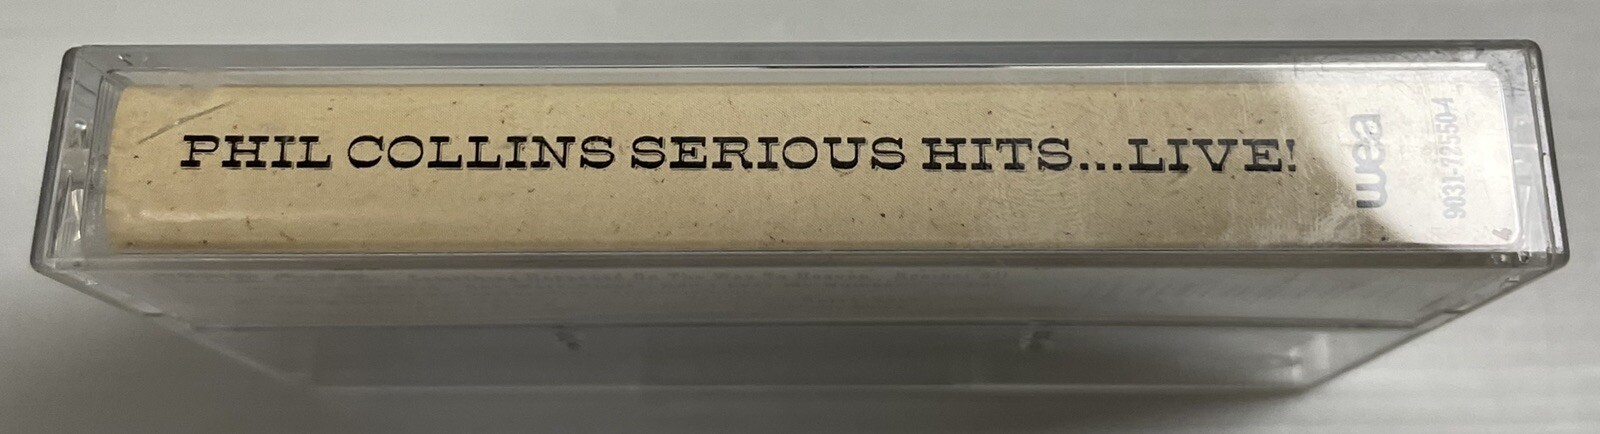 PHIL COLLINS SERIOUS HITS...LIVE!
wea
9031-72550-4